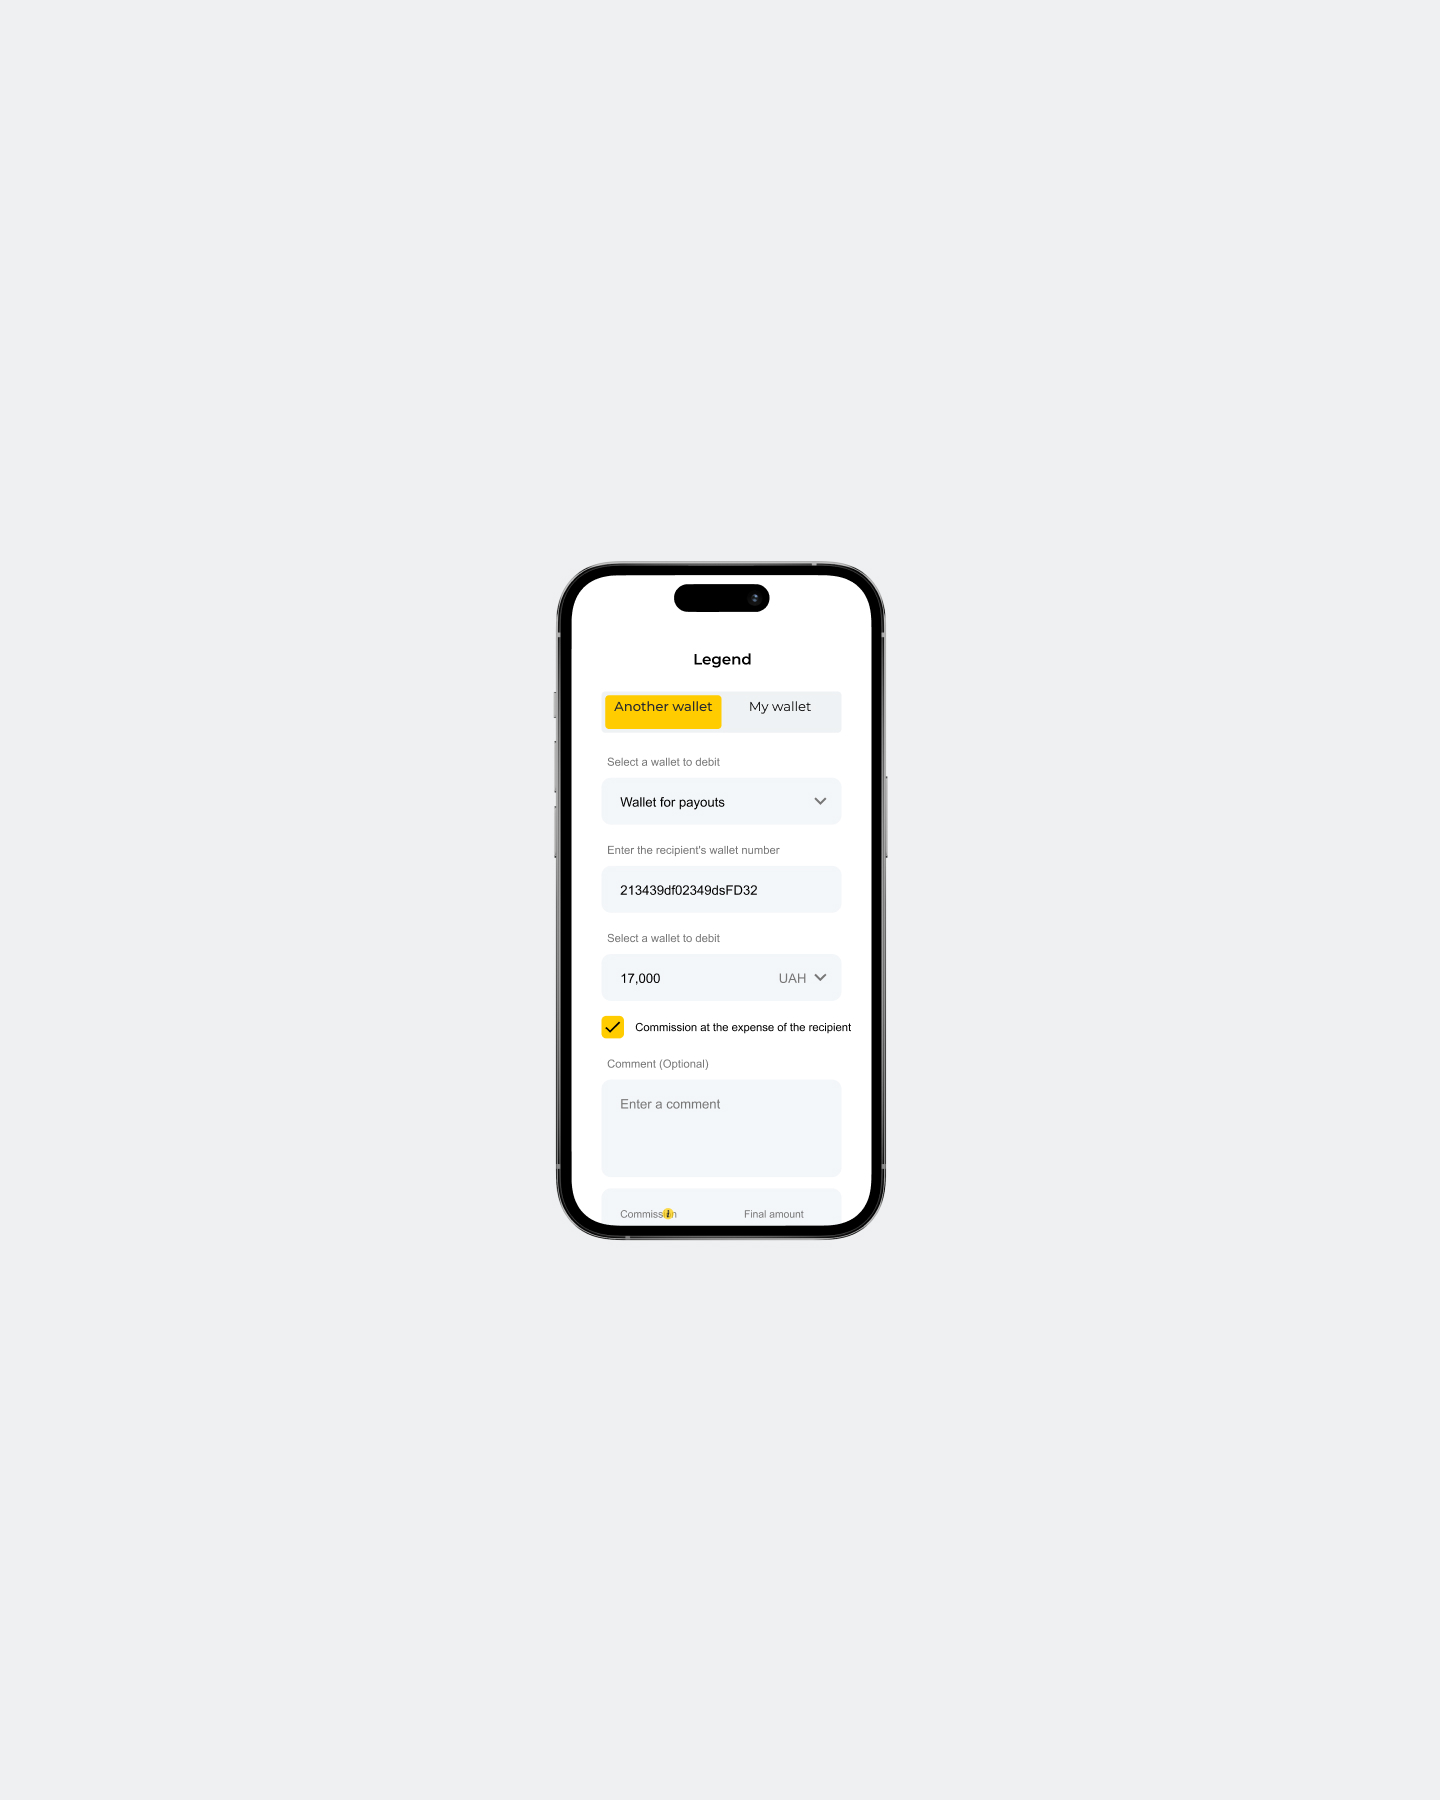 Legend
Another wallet My wallet
Select a wallet to debit
Wallet for payouts
Enter the recipient's wallet number
213439df02349dsFD32
Select a wallet to debit
17,000 UAH
Commission at the expense of the recipient
Comment (Optional)
Enter a comment
Commission Final amount